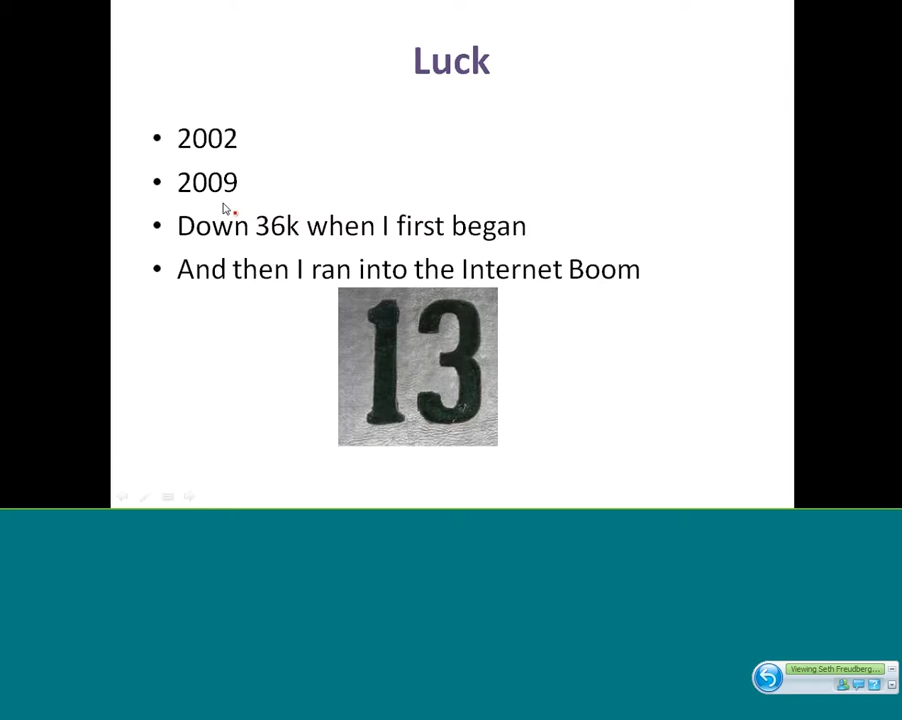 Luck
• 2002
• 2009
• Down 36k when I first began
• And then I ran into the Internet Boom
13
Viewing Seth Freudberg...